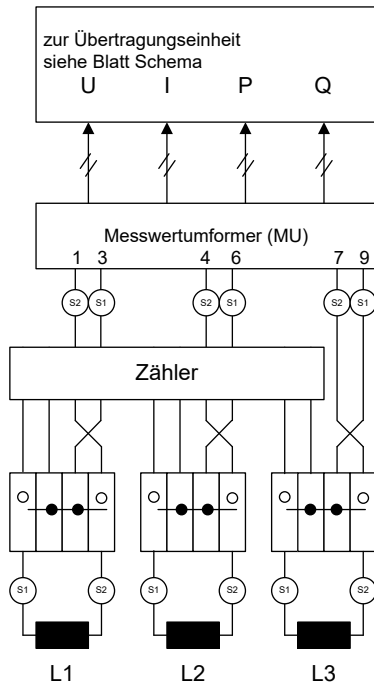 zur Übertragungseinheit
siehe Blatt Schema
U I P Q
Messwertumformer (MU)
1 3 4 6 7 9
S2 S1 S2 S1 S2 S1
Zähler
S1 S2 S1 S2 S1 S2
L1 L2 L3